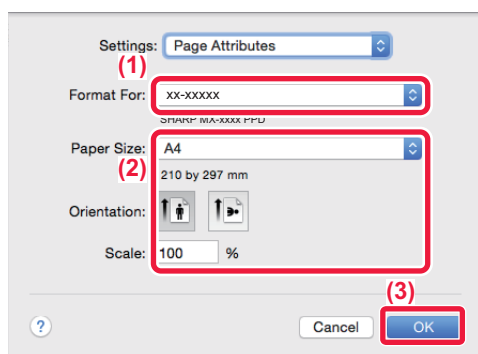 Settings: Page Attributes
(1)
Format For: xx-xxxxx
SHARP MX-xxxx PPD
Paper Size: A4
(2)
210 by 297 mm
Orientation:
Scale: 100 %
(3)
? Cancel OK